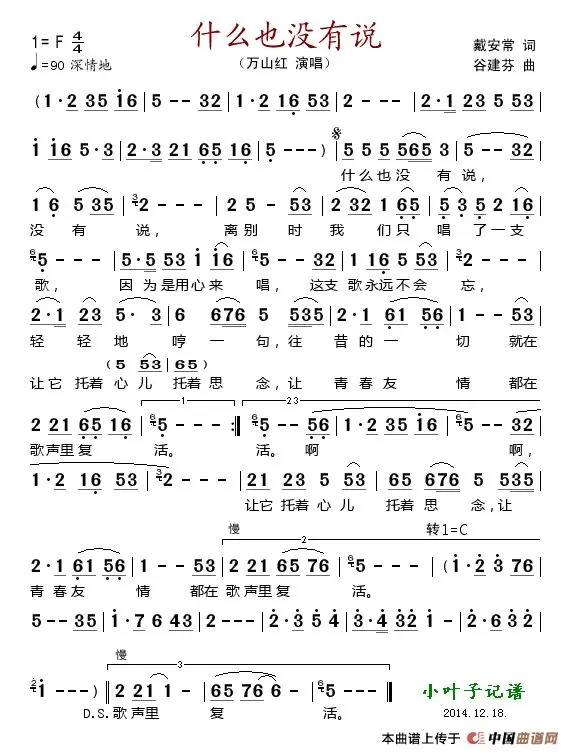 什么也没有说
1=F 4/4
♩=90 深情地
(万山红 演唱)
戴安常 词
谷建芬 曲
(1·2 35 16 | 5 - - 32 | 1·2 35 16 53 | 2 - - - | 2·1 23 5 53 |
1 16 5·3 | 2·3 21 65 16 | 5 - - -) | 5 5 5 565 3 | 5 - - 32 |
什么也没 有 说,
1 6 5 535 | 2 - - - | 5 5 53 2 3 | 2 32 1 65 | 5 3 5 2 16 |
没 有 说, 离别 时 我 们只 唱 了一支
5 - - - | 5·5 53 1 16 | 5 - - 32 | 1 16 5 53 | 2 - - - |
歌, 因 为是用心来 唱, 这支 歌永远不会 忘,
2·1 23 5 · | 6 676 5 535 | 2·2 2 61 56 | 1 - - 53 |
轻 轻地 哼 一 句,往 昔的一 切 就在
(5 53 65)
让它 托着 心儿 托着思 念,让 青春友 情 都在
1
23
2 21 65 16 | 5 - - - :‖ 5 - - 56 | 1 235 16 | 5 - - 32 |
歌声里复 活。 活。啊 啊,
1·2 235 53 | 2 - - - | 21 23 5 53 | 65 676 5 35 |
让它 托着 心儿 托着 思 念,让
慢
转1=C
2·1 61 56 | 1 - - 53 | 2 221 65 76 | 5 - - - | (1·2 3 7 |
青春友 情 都在 歌声里复 活。
5 - - 35 | 1·7 6 43 | 2 - - - | 2·3 4 6 | 3·4 32 1 | 2·3 2 5 |
慢
3
1 - - -) | 2 221 1 | 65 76 6 | 5 - - - ‖
D.S.歌声里 复 活。
小叶子记谱
2014.12.18.
本曲谱上传于 中国曲谱网